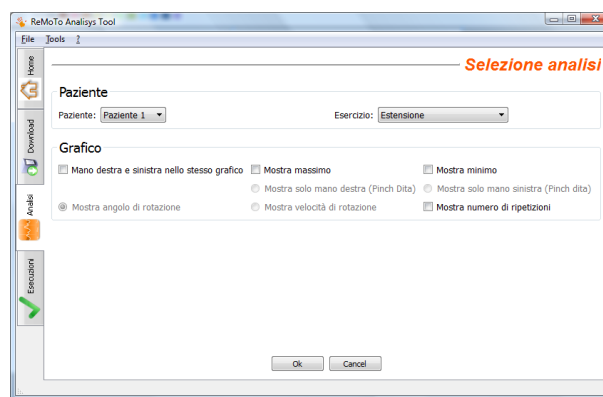 ReMoTo Analisys Tool
File Tools ?
Home
Download
Analisi
Esecuzioni
Selezione analisi
Paziente
Paziente: Paziente 1 Esercizio: Estensione
Grafico
Mano destra e sinistra nello stesso grafico Mostra massimo Mostra minimo
Mostra solo mano destra (Pinch Dita) Mostra solo mano sinistra (Pinch dita)
Mostra angolo di rotazione Mostra velocità di rotazione Mostra numero di ripetizioni
Ok Cancel